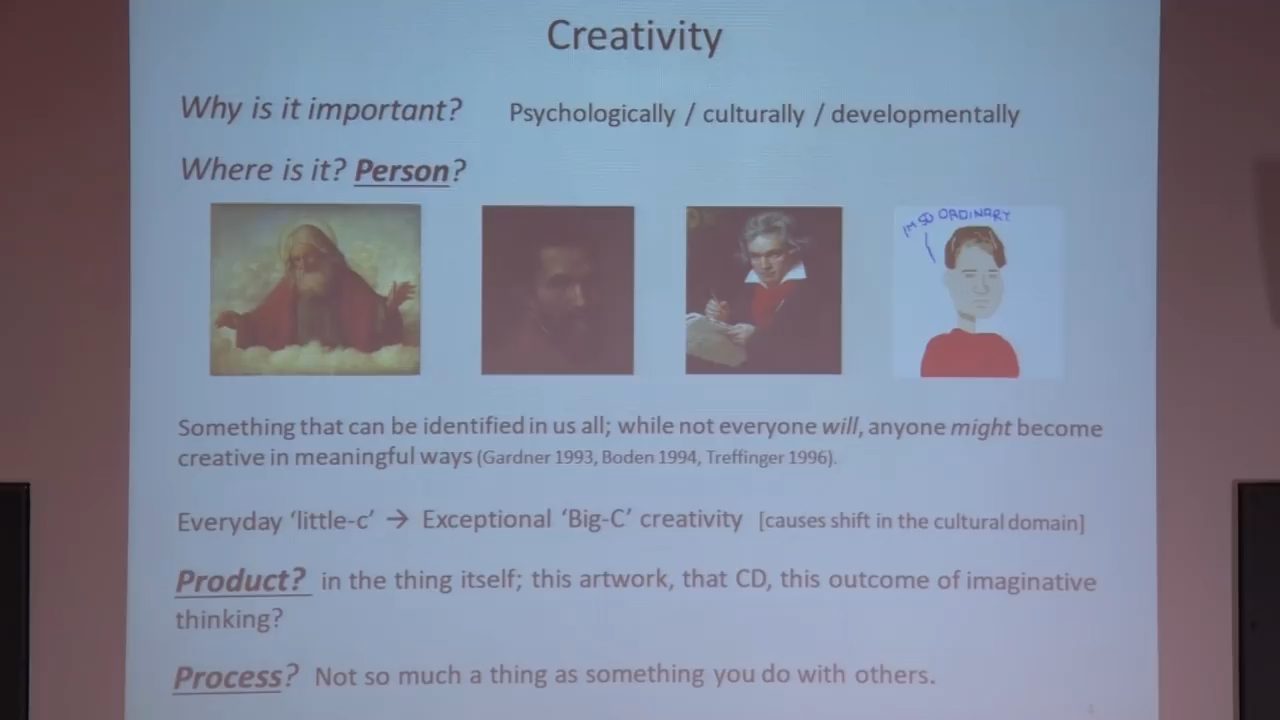 Creativity
Why is it important? Psychologically / culturally / developmentally
Where is it? Person?
I'M SO ORDINARY
Something that can be identified in us all; while not everyone will, anyone might become
creative in meaningful ways (Gardner 1993, Boden 1994, Treffinger 1996).
Everyday ‘little-c’ → Exceptional ‘Big-C’ creativity [causes shift in the cultural domain]
Product? in the thing itself; this artwork, that CD, this outcome of imaginative
thinking?
Process? Not so much a thing as something you do with others.